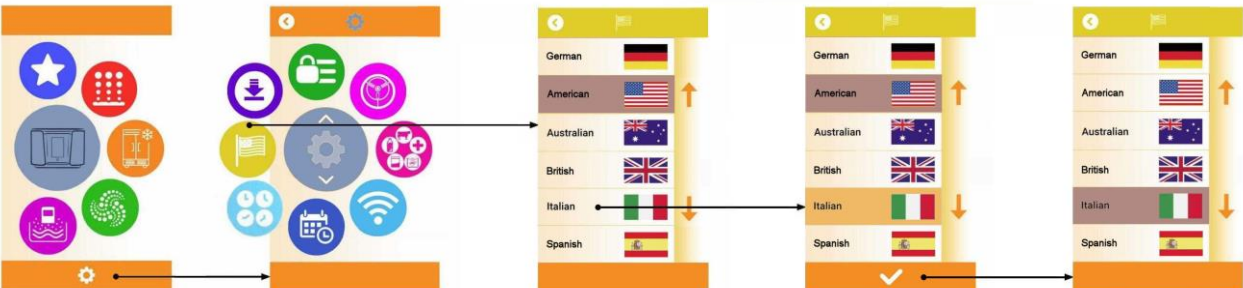 German
American
Australian
British
Italian
Spanish
German
American
Australian
British
Italian
Spanish
German
American
Australian
British
Italian
Spanish